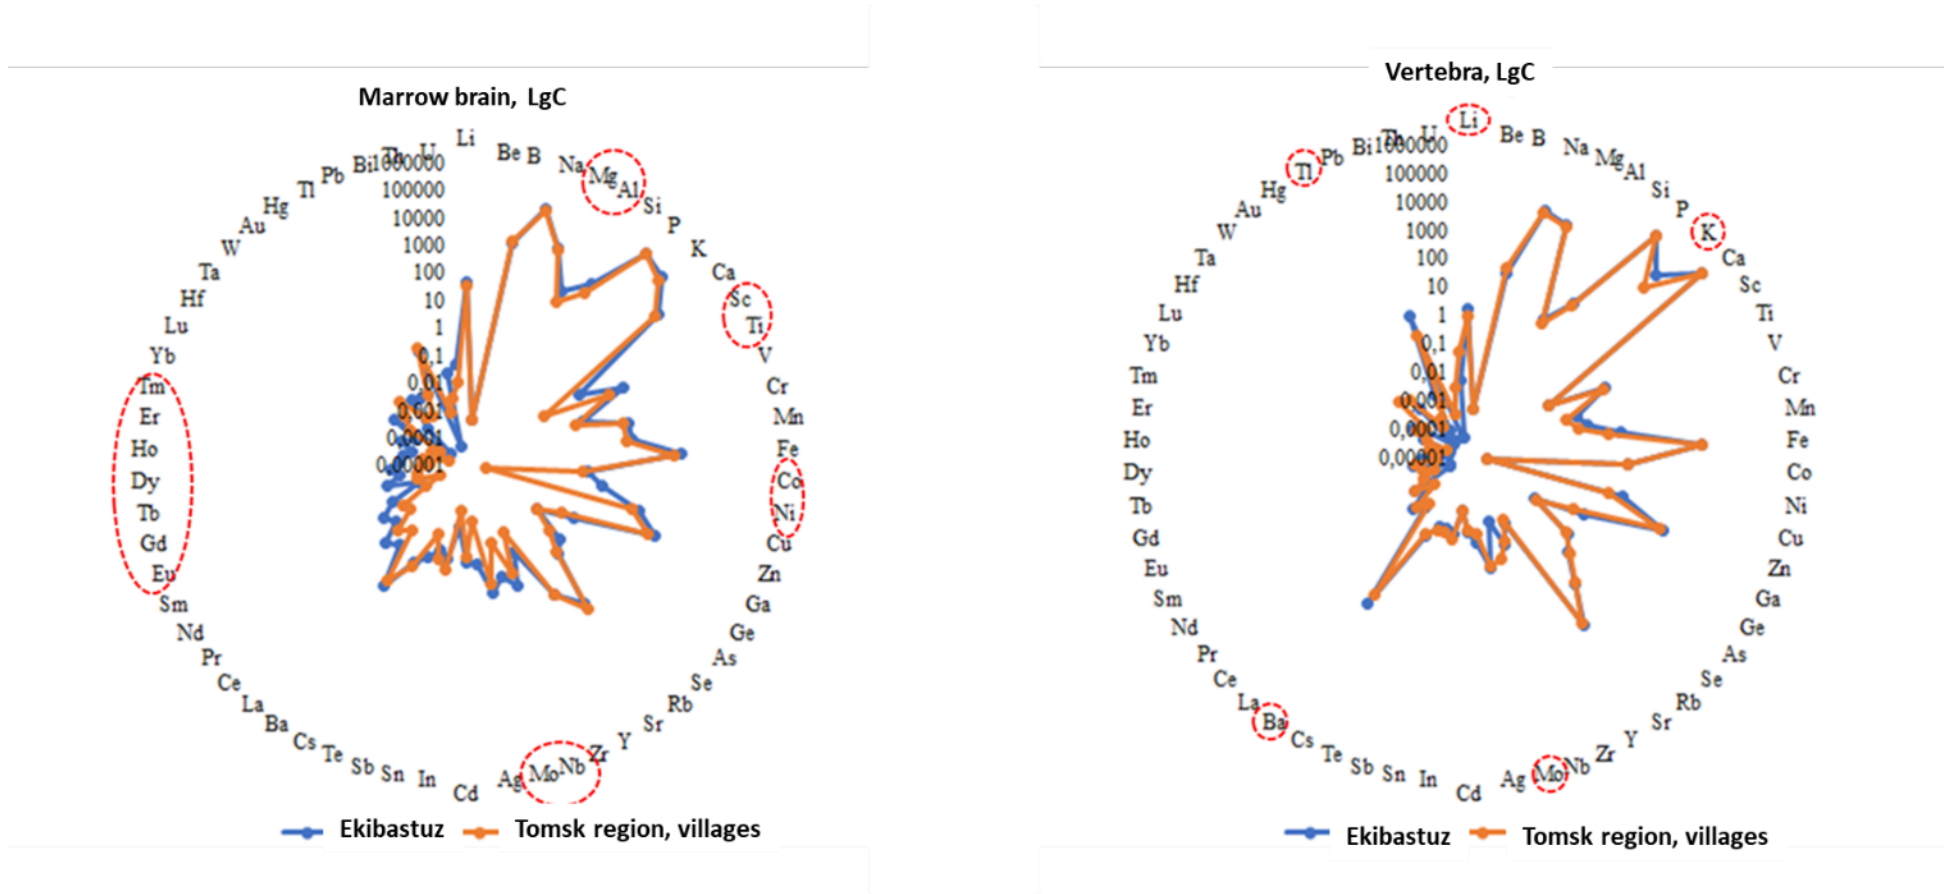 Marrow brain, LgC
Li
Be
B
Na
Mg
Al
Si
P
K
Ca
Sc
Ti
V
Cr
Mn
Fe
Co
Ni
Cu
Zn
Ga
Ge
As
Se
Rb
Sr
Y
Zr
Nb
Mo
Ag
Cd
In
Sn
Sb
Te
Cs
Ba
La
Ce
Pr
Nd
Sm
Eu
Gd
Tb
Dy
Ho
Er
Tm
Yb
Lu
Hf
Ta
W
Au
Hg
Tl
Pb
Bi
Th
U
1000000
100000
10000
1000
100
10
1
0,1
0,01
0,001
0,0001
0,00001
Ekibastuz
Tomsk region, villages
Vertebra, LgC
Li
Be
B
Na
Mg
Al
Si
P
K
Ca
Sc
Ti
V
Cr
Mn
Fe
Co
Ni
Cu
Zn
Ga
Ge
As
Se
Rb
Sr
Y
Zr
Nb
Mo
Ag
Cd
In
Sn
Sb
Te
Cs
Ba
La
Ce
Pr
Nd
Sm
Eu
Gd
Tb
Dy
Ho
Er
Tm
Yb
Lu
Hf
Ta
W
Au
Hg
Tl
Pb
Bi
Th
U
1000000
100000
10000
1000
100
10
1
0,1
0,01
0,001
0,0001
0,00001
Ekibastuz
Tomsk region, villages